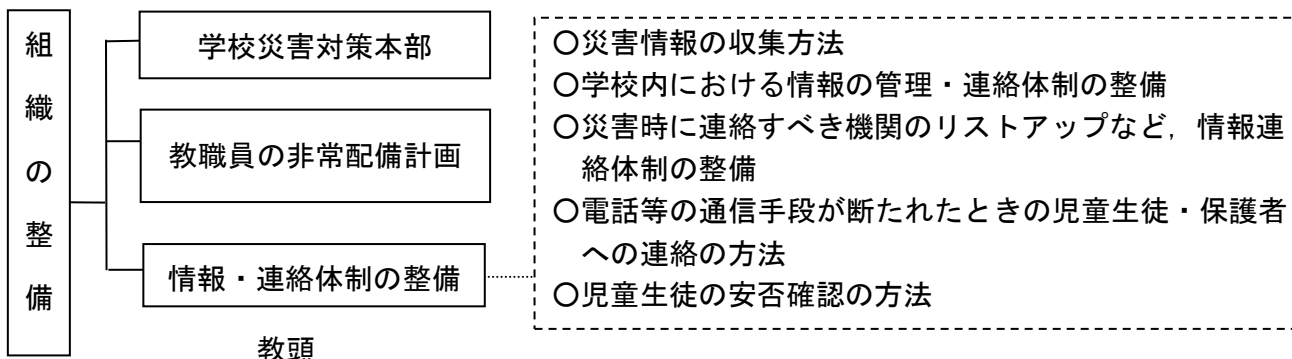 組織の整備
学校災害対策本部
教職員の非常配備計画
情報・連絡体制の整備
〇災害情報の収集方法
〇学校内における情報の管理・連絡体制の整備
〇災害時に連絡すべき機関のリストアップなど，情報連
絡体制の整備
〇電話等の通信手段が断たれたときの児童生徒・保護者
への連絡の方法
〇児童生徒の安否確認の方法
教頭